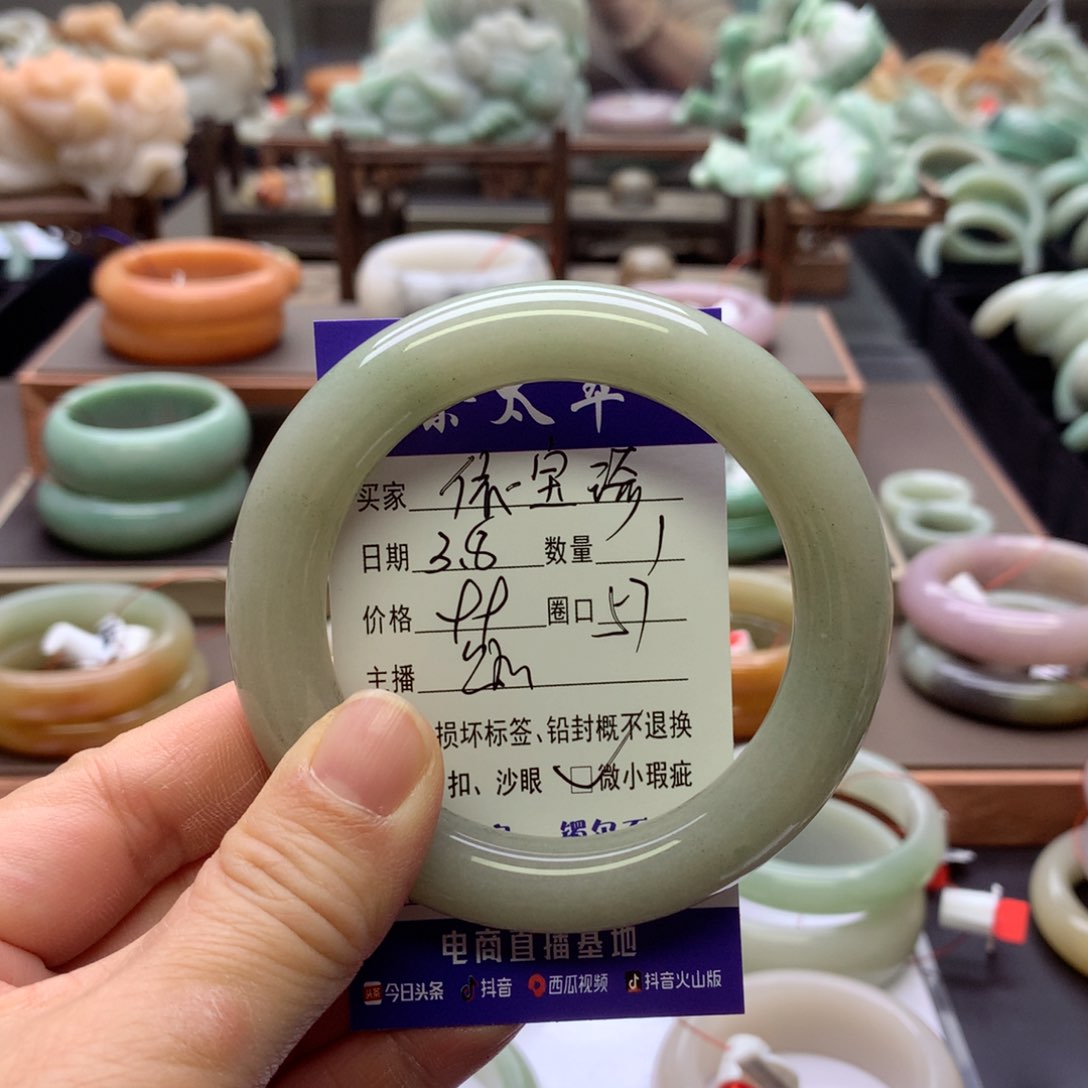 太平
买家
日期 3.8 数量 1
价格 圈口 57
主播
损坏标签、铅封概不退换
扣、沙眼 微小瑕疵
电商直播基地
今日头条 抖音 西瓜视频 抖音火山版